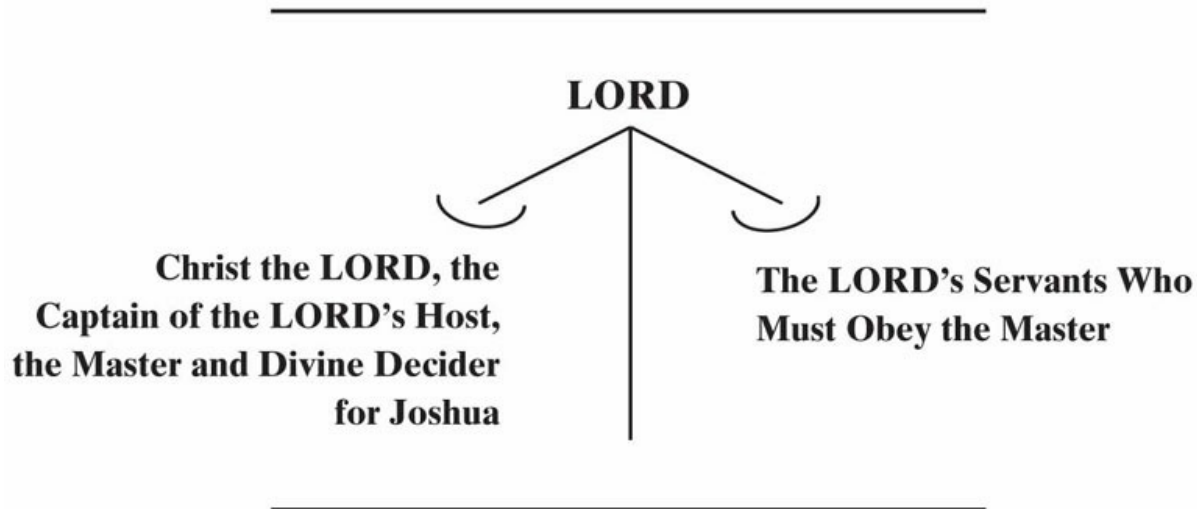 LORD
Christ the LORD, the
Captain of the LORD’s Host,
the Master and Divine Decider
for Joshua
The LORD’s Servants Who
Must Obey the Master